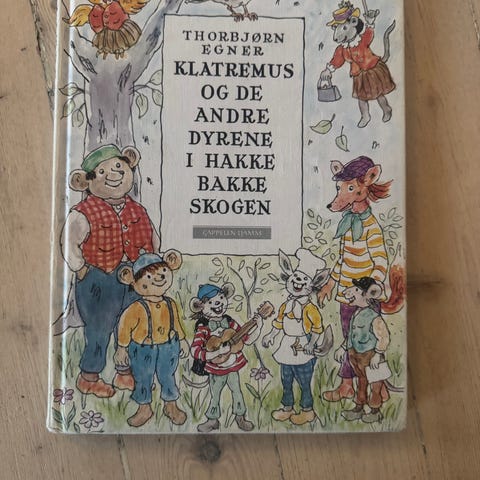 THORBJØRN
EGNER
KLATREMUS
OG DE
ANDRE
DYRENE
I HAKKE
BAKKE
SKOGEN
CAPPELEN DAMM